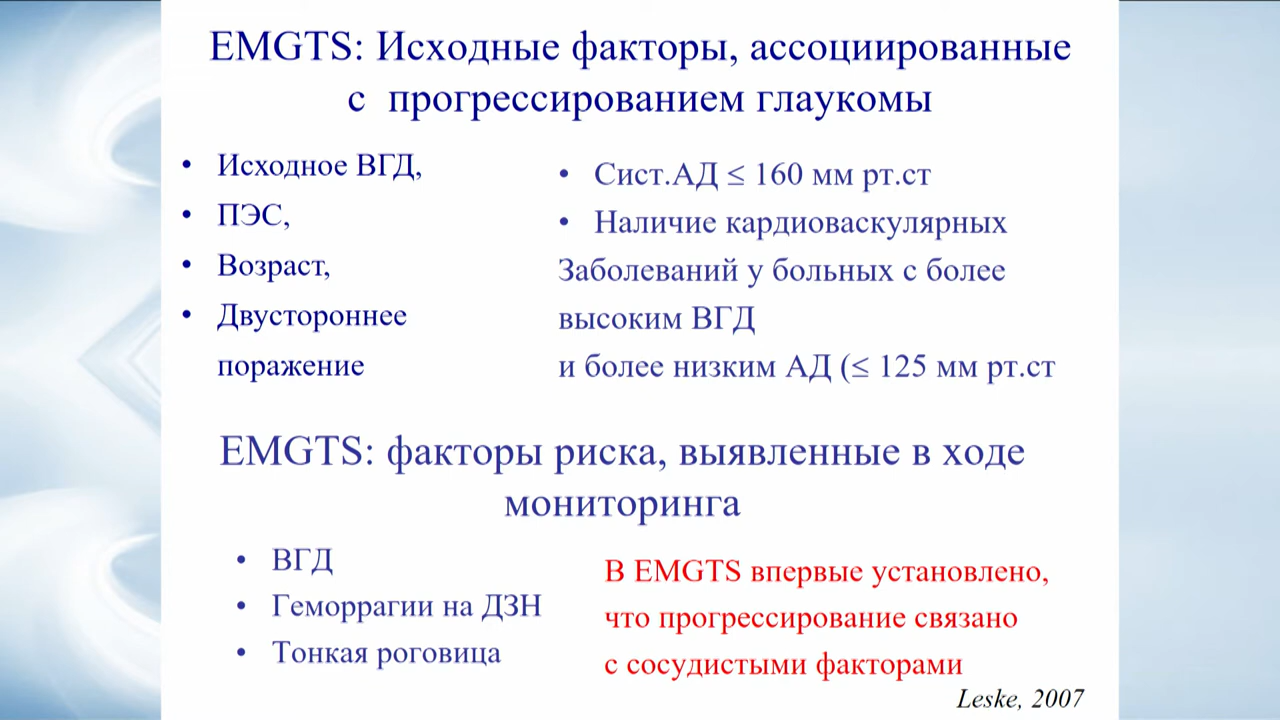 EMGTS: Исходные факторы, ассоциированные
с прогрессированием глаукомы
• Исходное ВГД,
• ПЭС,
• Возраст,
• Двустороннее
поражение
• Сист.АД ≤ 160 мм рт.ст
• Наличие кардиоваскулярных
Заболеваний у больных с более
высоким ВГД
и более низким АД (≤ 125 мм рт.ст
EMGTS: факторы риска, выявленные в ходе
мониторинга
• ВГД
• Геморрагии на ДЗН
• Тонкая роговица
В EMGTS впервые установлено,
что прогрессирование связано
с сосудистыми факторами
Leske, 2007